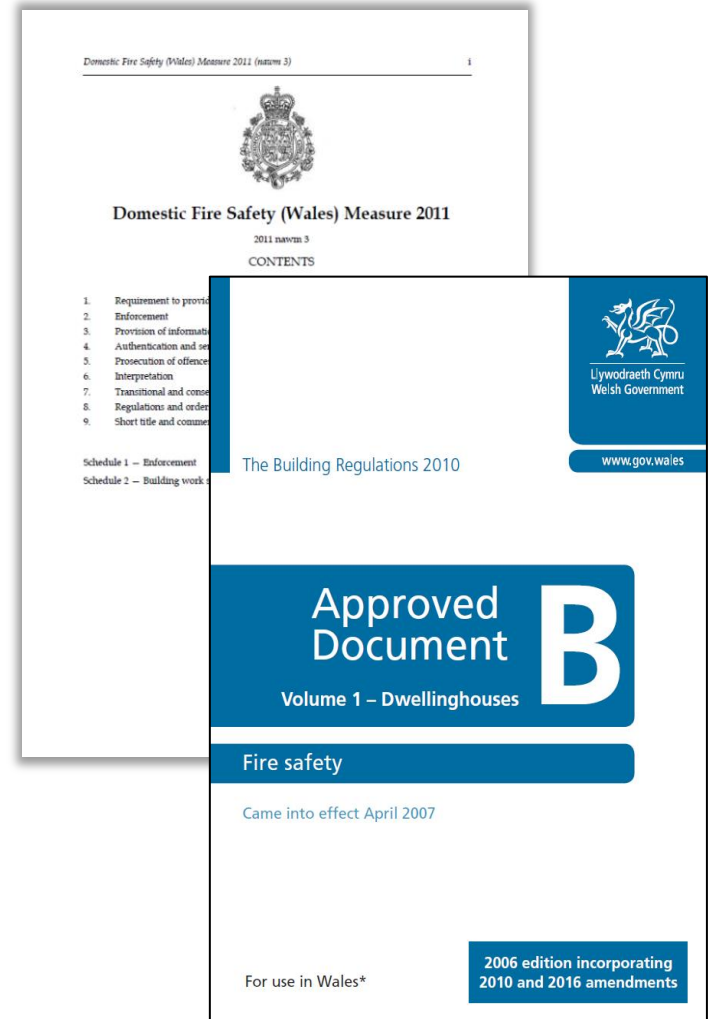 Domestic Fire Safety (Wales) Measure 2011 (nawm 3) i
Domestic Fire Safety (Wales) Measure 2011
2011 nawm 3
CONTENTS
1. Requirement to provid
2. Enforcement
3. Provision of informati
4. Authentication and se
5. Prosecution of offence
6. Interpretation
7. Transitional and conse
8. Regulations and order
9. Short title and comme
Schedule 1 — Enforcement
Schedule 2 — Building work s
Llywodraeth Cymru
Welsh Government
www.gov.wales
The Building Regulations 2010
Approved
Document
B
Volume 1 – Dwellinghouses
Fire safety
Came into effect April 2007
For use in Wales*
2006 edition incorporating
2010 and 2016 amendments